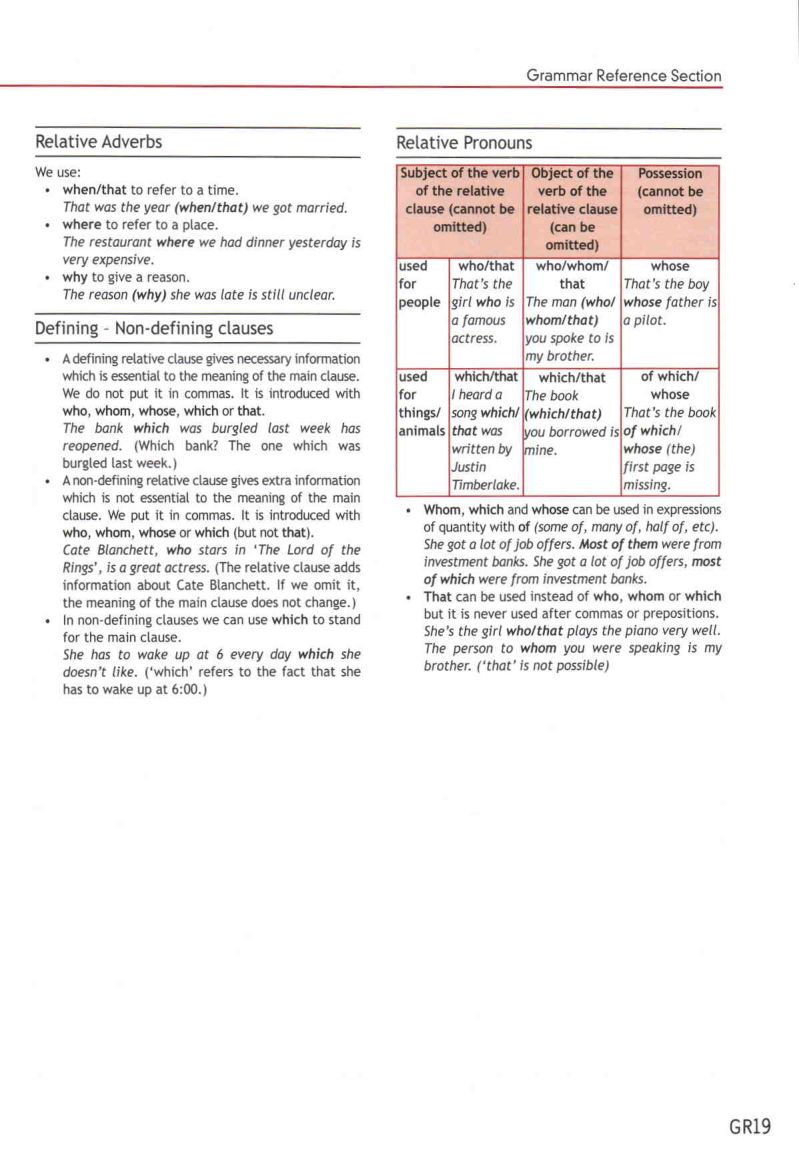 Grammar Reference Section
Relative Adverbs
We use:
• when/that to refer to a time.
That was the year (when/that) we got married.
• where to refer to a place.
The restaurant where we had dinner yesterday is
very expensive.
• why to give a reason.
The reason (why) she was late is still unclear.
Defining - Non-defining clauses
• A defining relative clause gives necessary information
which is essential to the meaning of the main clause.
We do not put it in commas. It is introduced with
who, whom, whose, which or that.
The bank which was burgled last week has
reopened. (Which bank? The one which was
burgled last week.)
• A non-defining relative clause gives extra information
which is not essential to the meaning of the main
clause. We put it in commas. It is introduced with
who, whom, whose or which (but not that).
Cate Blanchett, who stars in 'The Lord of the
Rings', is a great actress. (The relative clause adds
information about Cate Blanchett. If we omit it,
the meaning of the main clause does not change.)
• In non-defining clauses we can use which to stand
for the main clause.
She has to wake up at 6 every day which she
doesn't like. ('which' refers to the fact that she
has to wake up at 6:00.)
Relative Pronouns
Subject of the verb
of the relative
clause (cannot be
omitted)
Object of the
verb of the
relative clause
(can be
omitted)
Possession
(cannot be
omitted)
used
for
people
who/that
That's the
girl who is
a famous
actress.
who/whom/
that
The man (who/
whom/that)
you spoke to is
my brother.
whose
That's the boy
whose father is
a pilot.
used
for
things/
animals
which/that
I heard a
song which/
that was
written by
Justin
Timberlake.
which/that
The book
(which/that)
you borrowed is
mine.
of which/
whose
That's the book
of which/
whose (the)
first page is
missing.
• Whom, which and whose can be used in expressions
of quantity with of (some of, many of, half of, etc).
She got a lot of job offers. Most of them were from
investment banks. She got a lot of job offers, most
of which were from investment banks.
• That can be used instead of who, whom or which
but it is never used after commas or prepositions.
She's the girl who/that plays the piano very well.
The person to whom you were speaking is my
brother. ('that' is not possible)
GR19